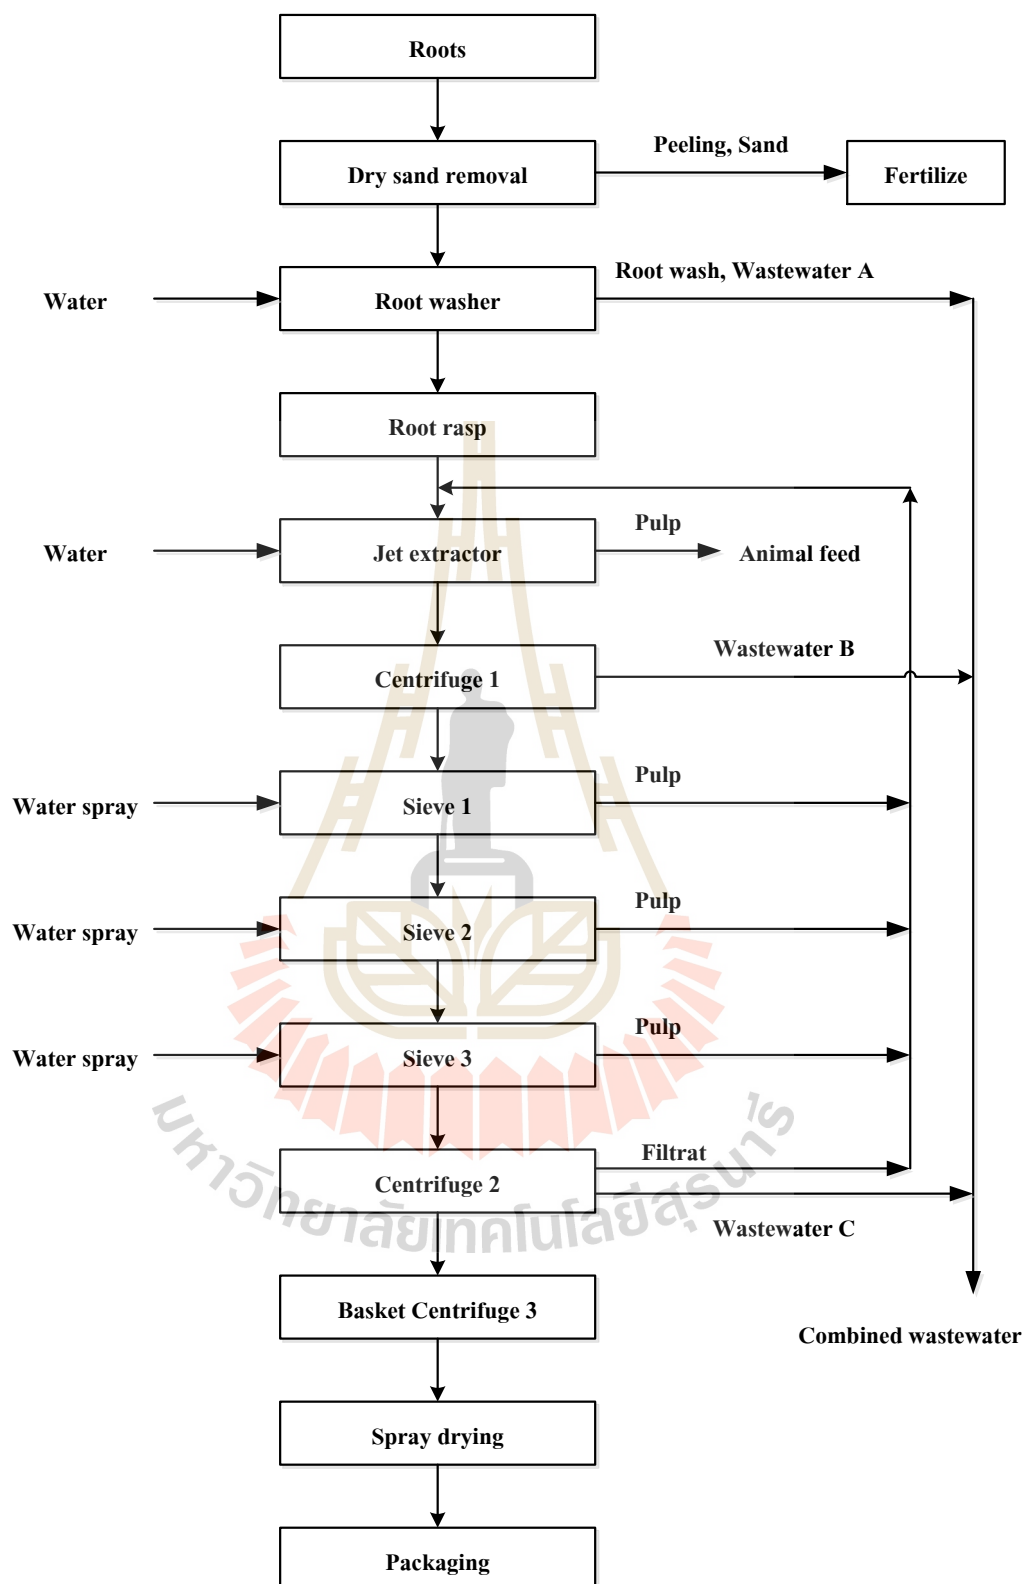 Roots
Peeling, Sand
Dry sand removal
Fertilize
Root wash, Wastewater A
Water
Root washer
Root rasp
Pulp
Water
Jet extractor
Animal feed
Wastewater B
Centrifuge 1
Pulp
Water spray
Sieve 1
Pulp
Water spray
Sieve 2
Pulp
Water spray
Sieve 3
Filtrat
Centrifuge 2
Wastewater C
มหาวิทยาลัยเทคโนโลยีสุรนารี
Basket Centrifuge 3
Combined wastewater
Spray drying
Packaging